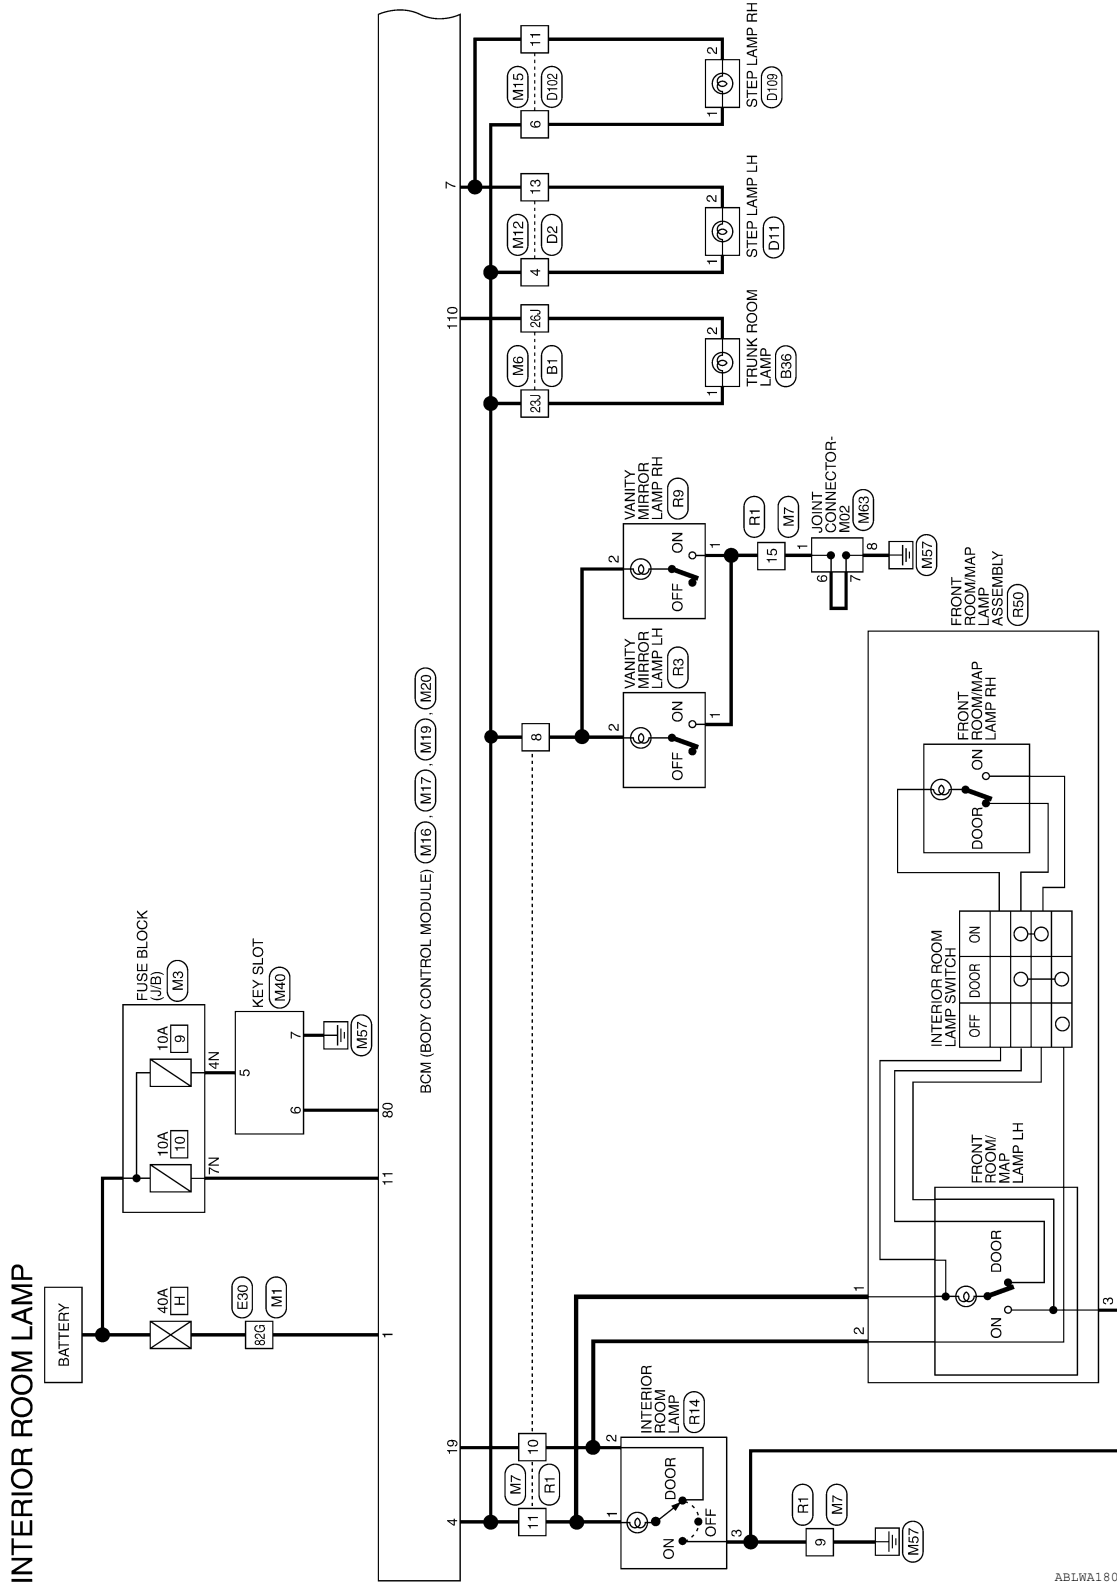 INTERIOR ROOM LAMP
BATTERY
40A
H
82G
E30
M1
1
FUSE BLOCK
(J/B)
M3
10A
10
7N
10A
9
4N
11
KEY SLOT
M40
5
6
7
M57
80
BCM (BODY CONTROL MODULE) M16 , M17 , M19 , M20
4
19
110
7
11
M7
R1
10
8
23J
M6
B1
26J
4
M12
D2
13
6
M15
D102
11
INTERIOR
ROOM
LAMP
R14
1
2
3
DOOR
OFF
ON
9
R1
M7
M57
VANITY
MIRROR
LAMP LH
R3
2
OFF
ON
1
VANITY
MIRROR
LAMP RH
R9
2
OFF
ON
1
15
R1
M7
JOINT
CONNECTOR-
M02
M63
1
6
7
8
M57
TRUNK ROOM
LAMP
B36
1
2
STEP LAMP LH
D11
1
2
STEP LAMP RH
D109
1
2
FRONT
ROOM/MAP
LAMP
ASSEMBLY
R50
2
1
3
FRONT
ROOM/
MAP
LAMP LH
ON
DOOR
INTERIOR ROOM
LAMP SWITCH
OFF
DOOR
ON
FRONT
ROOM/MAP
LAMP RH
DOOR
ON
ABLWA180